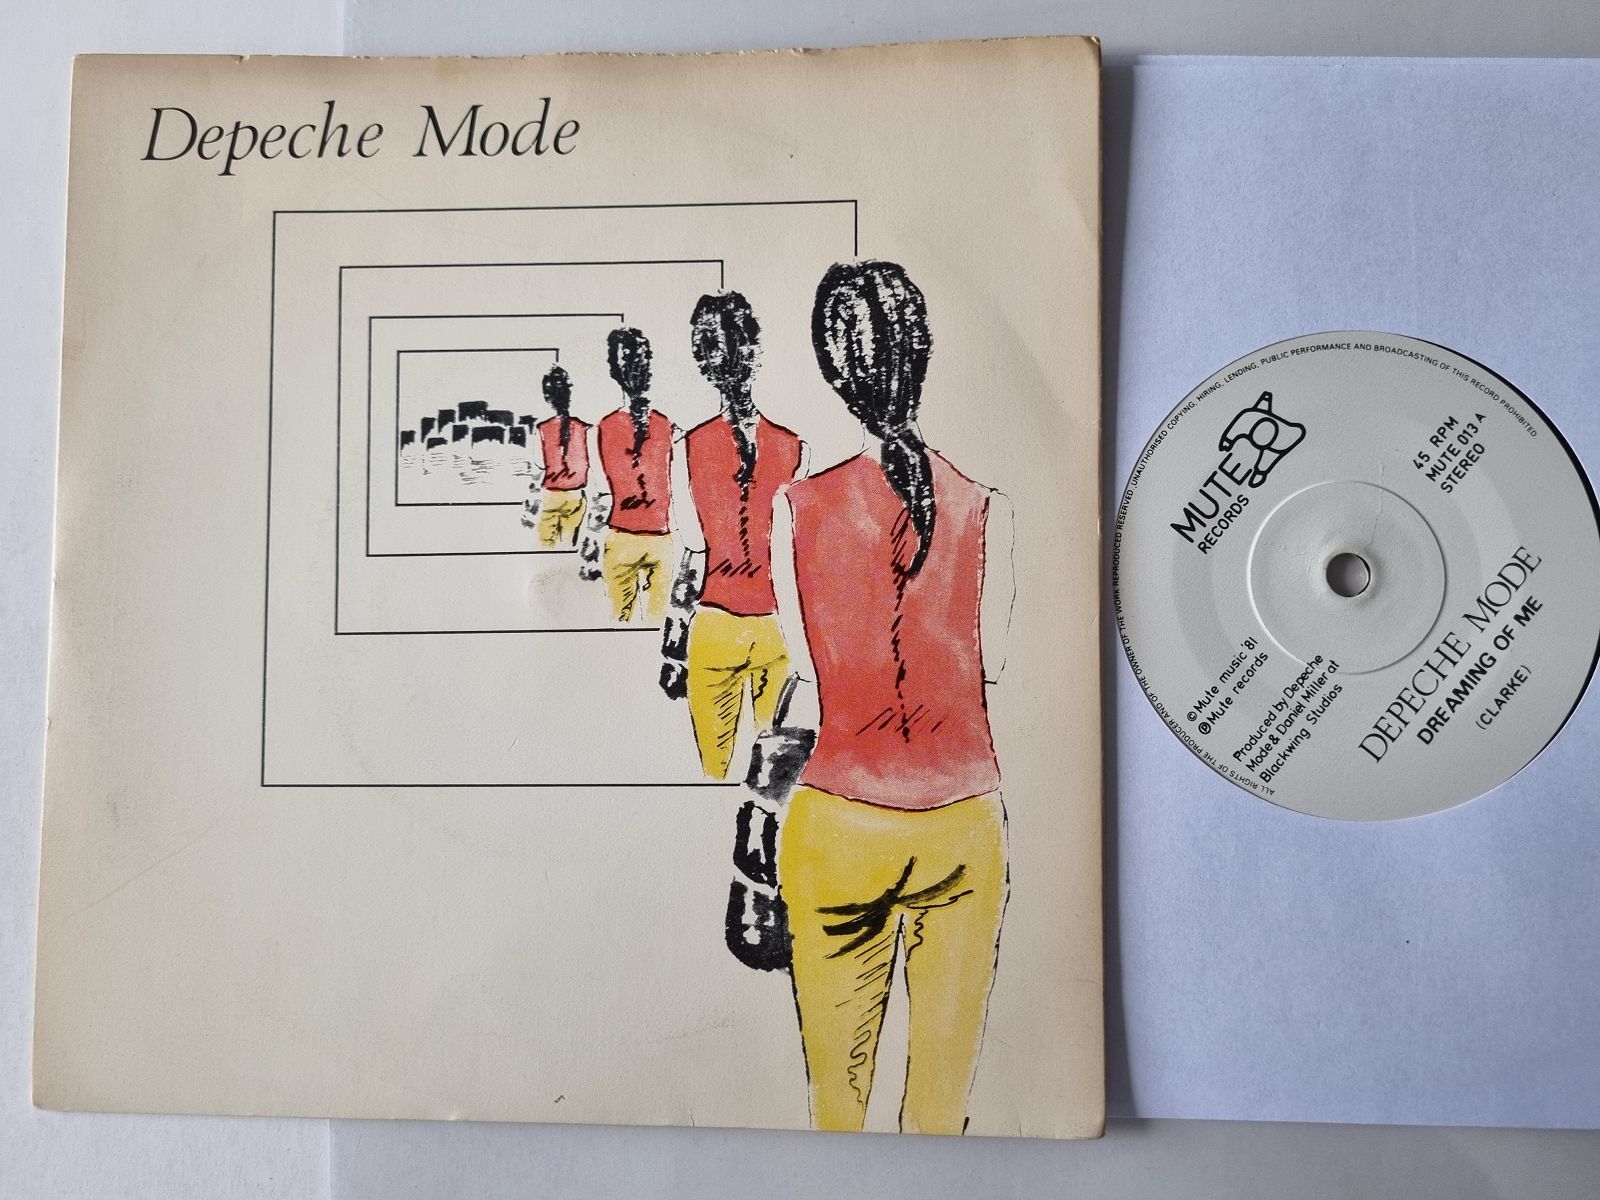 Depeche Mode
ALL RIGHTS OF THE PRODUCER AND OF THE OWNER OF THE WORK REPRODUCED RESERVED. UNAUTHORISED COPYING, HIRING, LENDING, PUBLIC PERFORMANCE AND BROADCASTING OF THIS RECORD PROHIBITED.
MUTE
RECORDS
45 RPM
MUTE 013 A
STEREO
© Mute music '81
℗ Mute records
Produced by Depeche
Mode & Daniel Miller at
Blackwing Studios
DEPECHE MODE
DREAMING OF ME
(CLARKE)